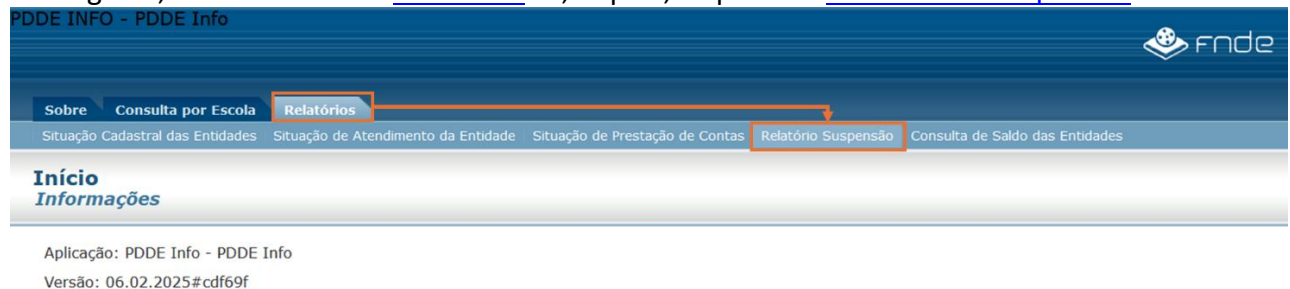 PDDE INFO - PDDE Info
fnde
Sobre Consulta por Escola Relatórios
Situação Cadastral das Entidades Situação de Atendimento da Entidade Situação de Prestação de Contas Relatório Suspensão Consulta de Saldo das Entidades
Início
Informações
Aplicação: PDDE Info - PDDE Info
Versão: 06.02.2025#cdf69f